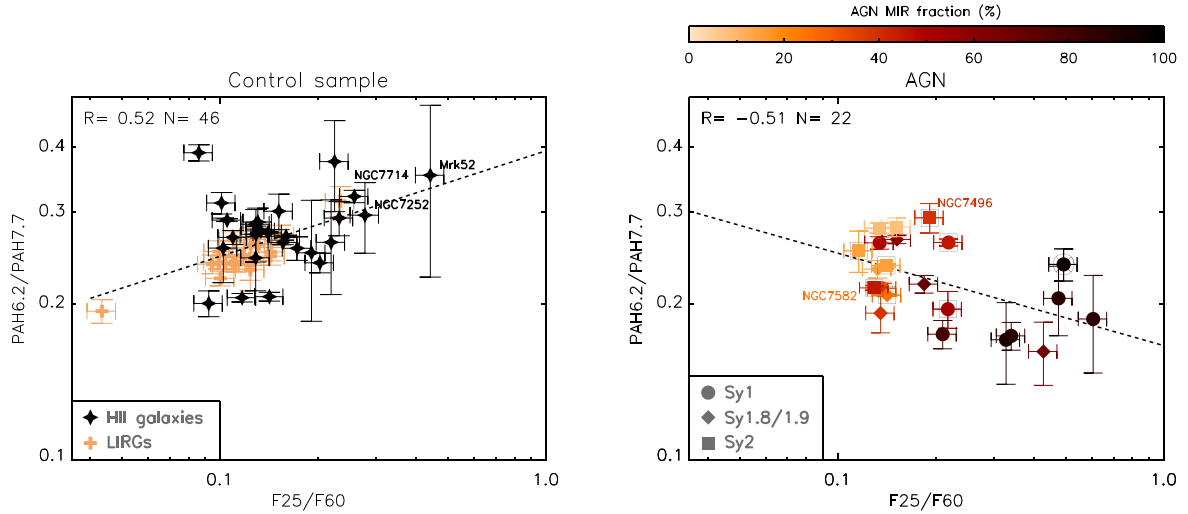 AGN MIR fraction (%)
0 20 40 60 80 100
Control sample
R= 0.52 N= 46
NGC7714
Mrk52
NGC7252
HII galaxies
LIRGs
PAH6.2/PAH7.7
0.4
0.3
0.2
0.1
0.1 1.0
F25/F60
AGN
R= −0.51 N= 22
NGC7496
NGC7582
Sy1
Sy1.8/1.9
Sy2
PAH6.2/PAH7.7
0.4
0.3
0.2
0.1
0.1 1.0
F25/F60